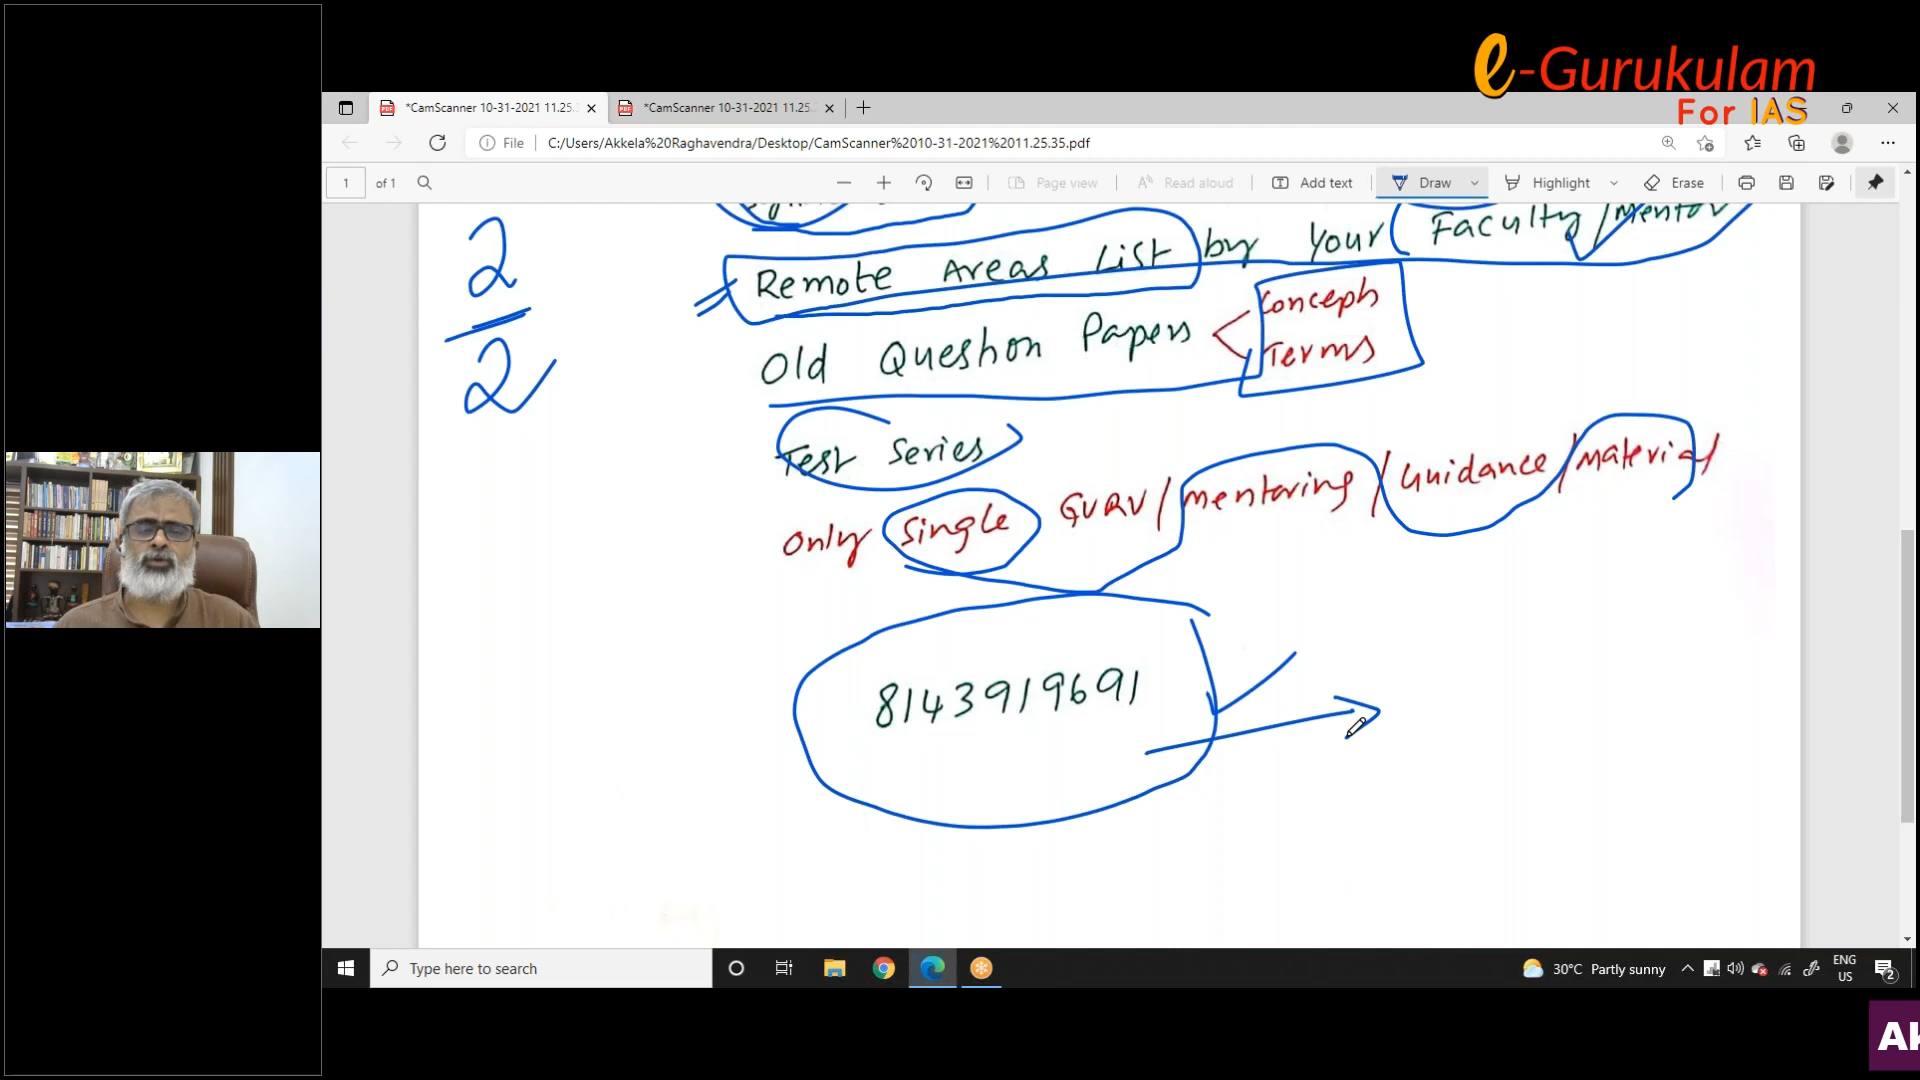 e-Gurukulam
For IAS
*CamScanner 10-31-2021 11.25.
*CamScanner 10-31-2021 11.25.
File C:/Users/Akkela%20Raghavendra/Desktop/CamScanner%2010-31-2021%2011.25.35.pdf
1 of 1 Page view Read aloud Add text Draw Highlight Erase
2
2
Remote Areas List by Your Faculty/Mentor
Old Question Papers Concepts
Terms
Test Series
only single GURU/mentoring/Guidance/material/
8143919691
Type here to search
30°C Partly sunny
ENG
US
2